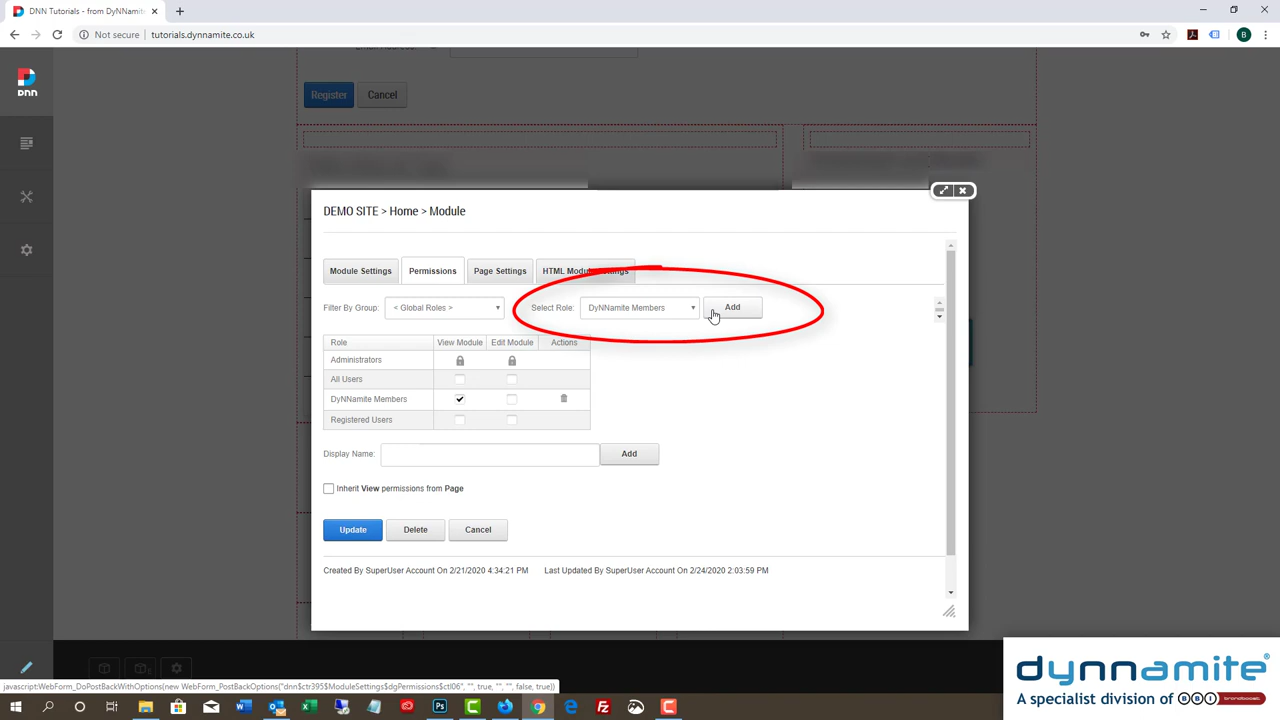 DNN Tutorials - from DyNNamite
Not secure | tutorials.dynnamite.co.uk
B
DNN
Register Cancel
DEMO SITE > Home > Module
Module Settings Permissions Page Settings HTML Module Settings
Filter By Group: < Global Roles > Select Role: DyNNamite Members Add
Role View Module Edit Module Actions
Administrators
All Users
DyNNamite Members
Registered Users
Display Name: Add
Inherit View permissions from Page
Update Delete Cancel
Created By SuperUser Account On 2/21/2020 4:34:21 PM Last Updated By SuperUser Account On 2/24/2020 2:03:59 PM
javascript:WebForm_DoPostBackWithOptions(new WebForm_PostBackOptions("dnn$ctr395$ModuleSettings$dgPermissions$ctl06", "", true, "", "", false, true))
dynnamite®
A specialist division of BBI brandboost